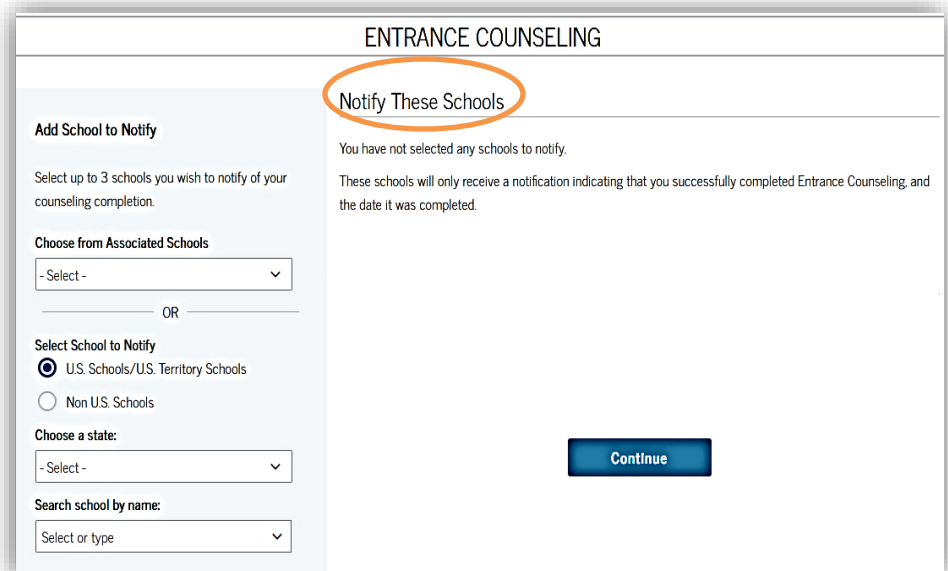 ENTRANCE COUNSELING
Add School to Notify
Select up to 3 schools you wish to notify of your
counseling completion.
Choose from Associated Schools
- Select -
OR
Select School to Notify
U.S. Schools/U.S. Territory Schools
Non U.S. Schools
Choose a state:
- Select -
Search school by name:
Select or type
Notify These Schools
You have not selected any schools to notify.
These schools will only receive a notification indicating that you successfully completed Entrance Counseling, and
the date it was completed.
Continue